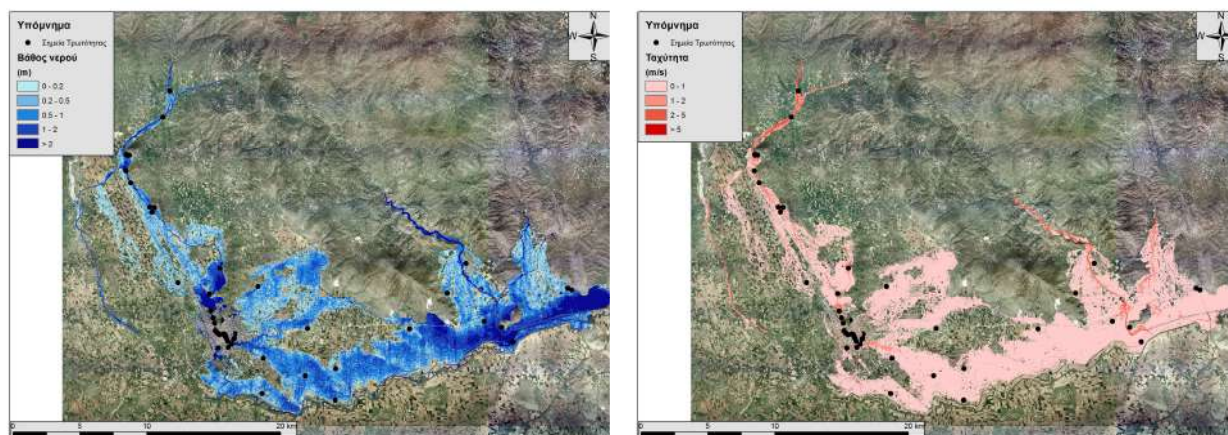 Υπόμνημα
Σημεία Τρωτότητας
Βάθος νερού
(m)
0 - 0.2
0.2 - 0.5
0.5 - 1
1 - 2
> 2
N
W E
S
0 5 10 20 km
Υπόμνημα
Σημεία Τρωτότητας
Ταχύτητα
(m/s)
0 - 1
1 - 2
2 - 5
> 5
N
W E
S
0 5 10 20 km